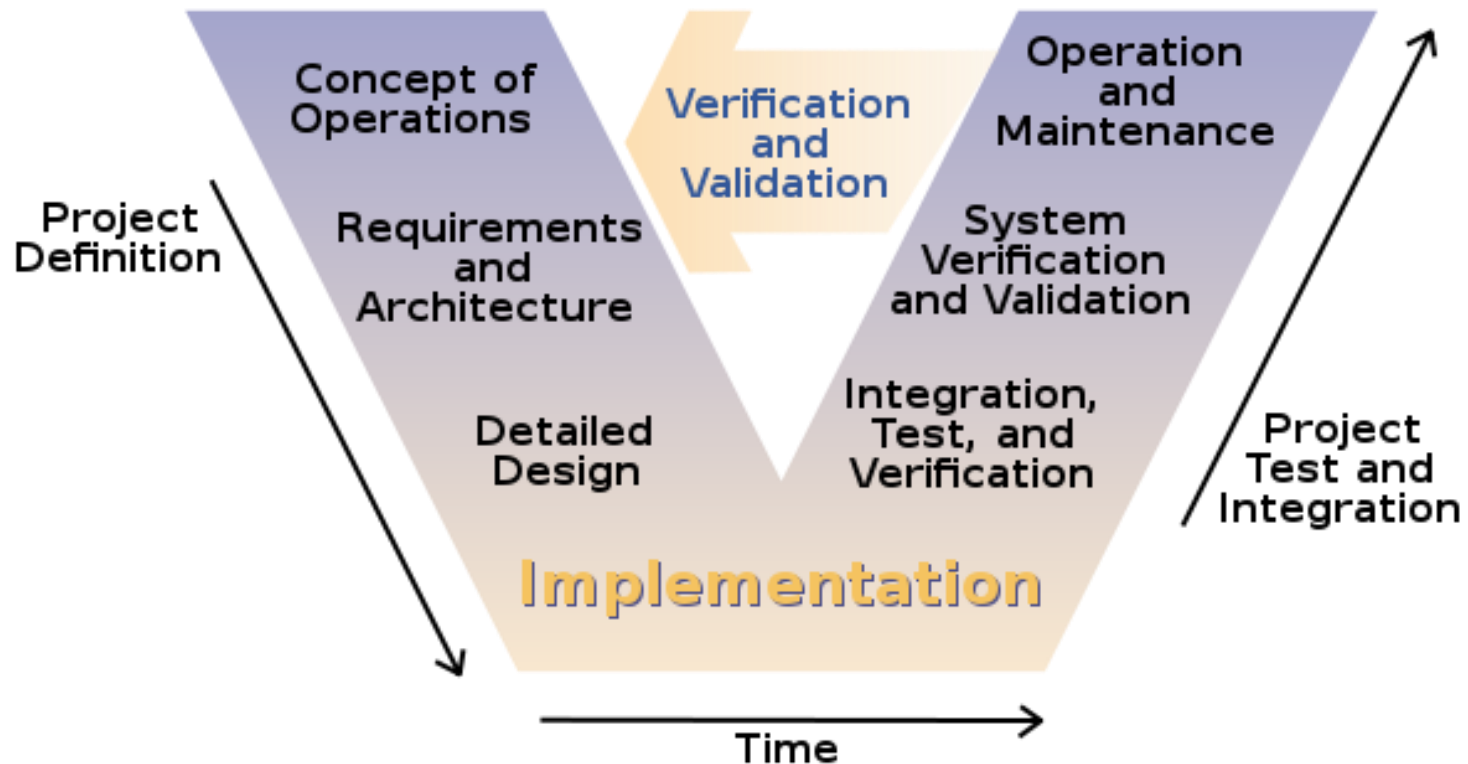 Concept of
Operations
Verification
and
Validation
Operation
and
Maintenance
Project
Definition
Requirements
and
Architecture
System
Verification
and Validation
Detailed
Design
Integration,
Test, and
Verification
Project
Test and
Integration
Implementation
Time